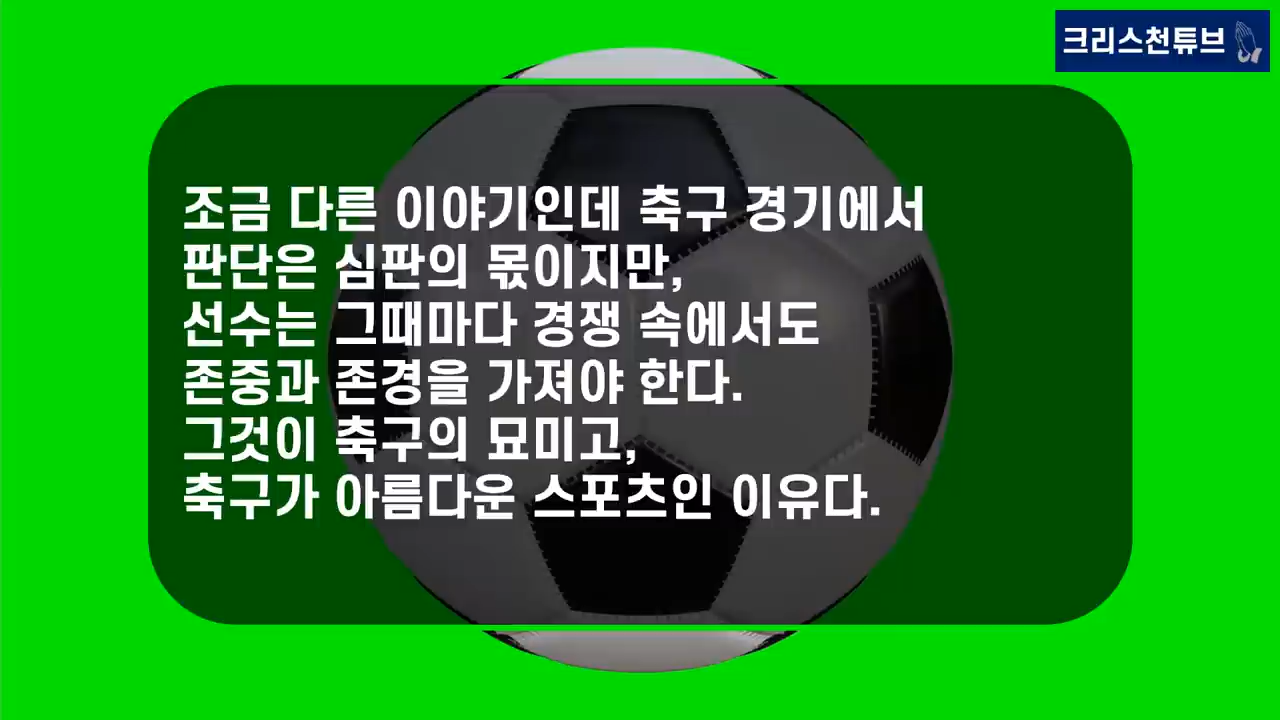 크리스천튜브
조금 다른 이야기인데 축구 경기에서
판단은 심판의 몫이지만,
선수는 그때마다 경쟁 속에서도
존중과 존경을 가져야 한다.
그것이 축구의 묘미고,
축구가 아름다운 스포츠인 이유다.